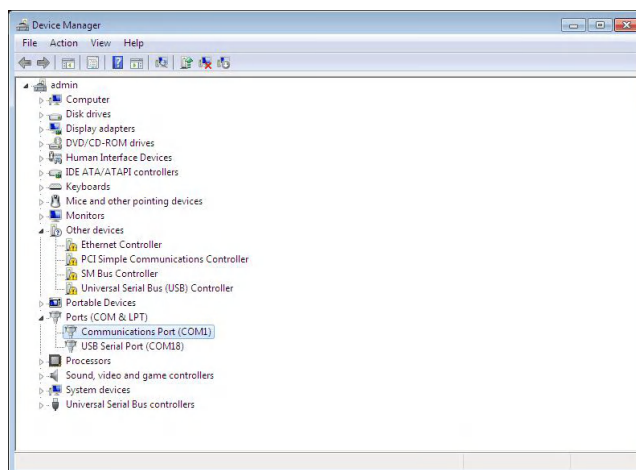 Device Manager
File Action View Help
admin
Computer
Disk drives
Display adapters
DVD/CD-ROM drives
Human Interface Devices
IDE ATA/ATAPI controllers
Keyboards
Mice and other pointing devices
Monitors
Other devices
Ethernet Controller
PCI Simple Communications Controller
SM Bus Controller
Universal Serial Bus (USB) Controller
Portable Devices
Ports (COM & LPT)
Communications Port (COM1)
USB Serial Port (COM18)
Processors
Sound, video and game controllers
System devices
Universal Serial Bus controllers